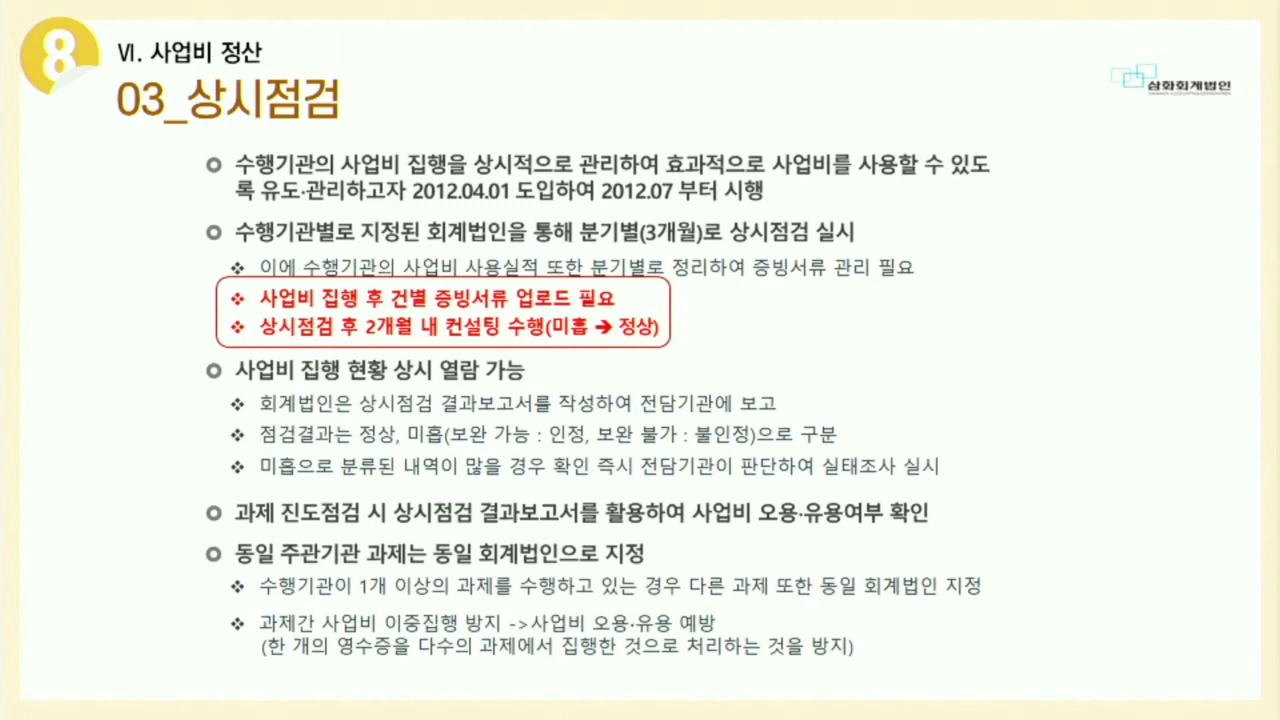 8
Ⅵ. 사업비 정산
03_상시점검
삼화회계법인
수행기관의 사업비 집행을 상시적으로 관리하여 효과적으로 사업비를 사용할 수 있도
록 유도·관리하고자 2012.04.01 도입하여 2012.07 부터 시행
수행기관별로 지정된 회계법인을 통해 분기별(3개월)로 상시점검 실시
❖ 이에 수행기관의 사업비 사용실적 또한 분기별로 정리하여 증빙서류 관리 필요
❖ 사업비 집행 후 건별 증빙서류 업로드 필요
❖ 상시점검 후 2개월 내 컨설팅 수행(미흡 ➔ 정상)
사업비 집행 현황 상시 열람 가능
❖ 회계법인은 상시점검 결과보고서를 작성하여 전담기관에 보고
❖ 점검결과는 정상, 미흡(보완 가능 : 인정, 보완 불가 : 불인정)으로 구분
❖ 미흡으로 분류된 내역이 많을 경우 확인 즉시 전담기관이 판단하여 실태조사 실시
과제 진도점검 시 상시점검 결과보고서를 활용하여 사업비 오용·유용여부 확인
동일 주관기관 과제는 동일 회계법인으로 지정
❖ 수행기관이 1개 이상의 과제를 수행하고 있는 경우 다른 과제 또한 동일 회계법인 지정
❖ 과제간 사업비 이중집행 방지 ->사업비 오용·유용 예방
(한 개의 영수증을 다수의 과제에서 집행한 것으로 처리하는 것을 방지)